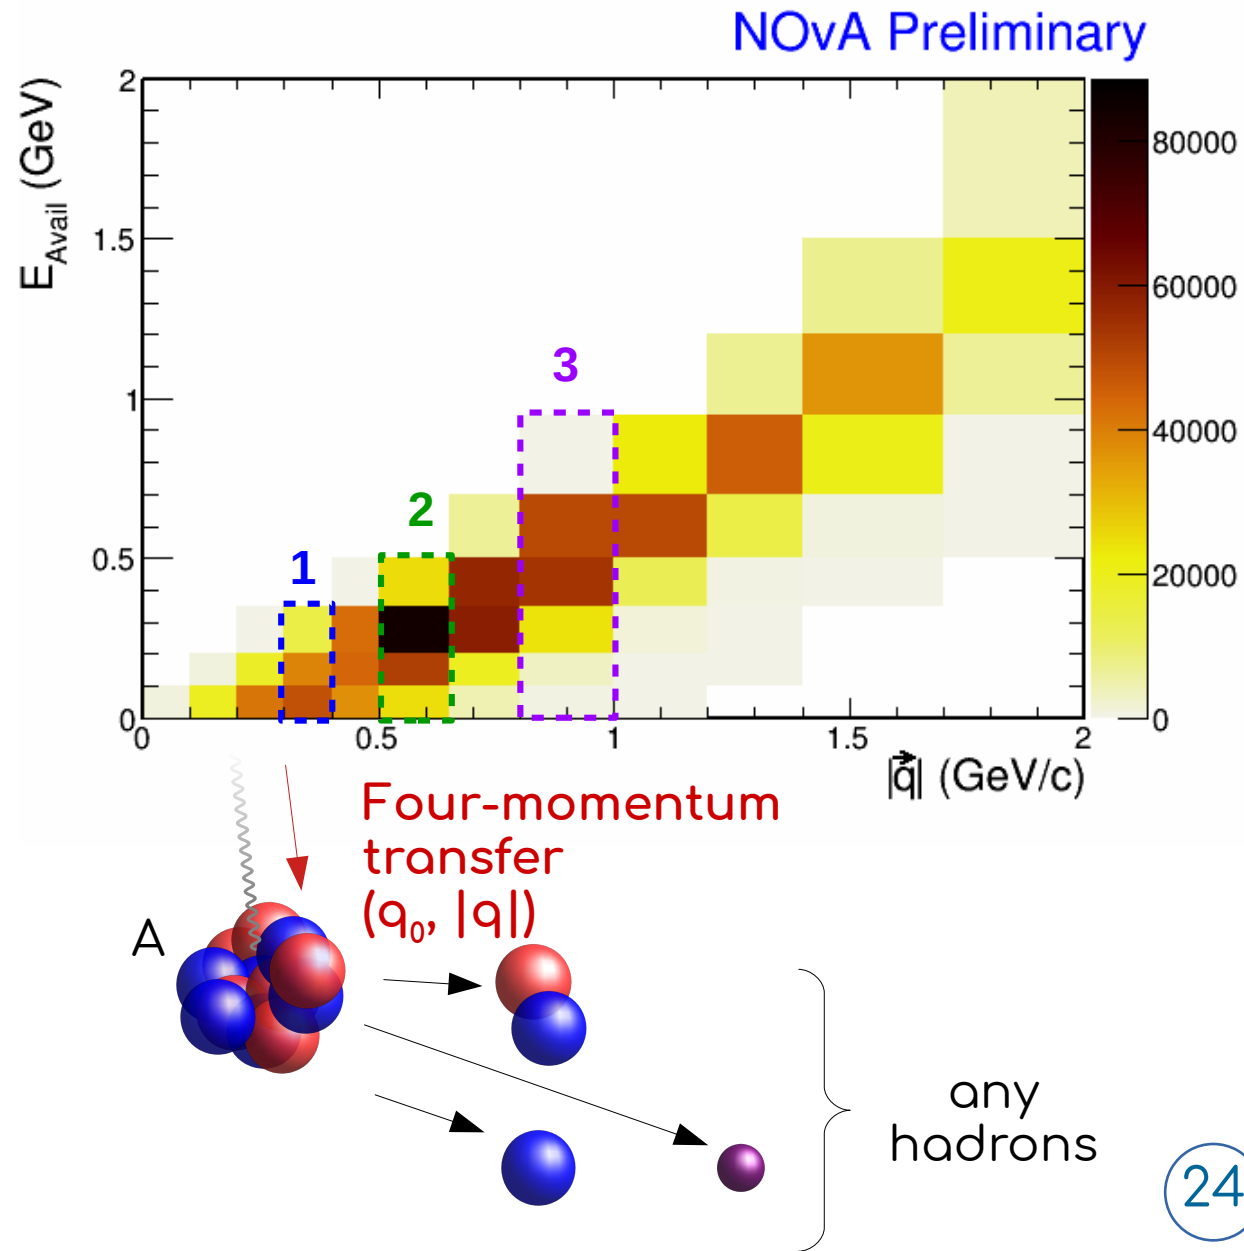 NOvA Preliminary
E_Avail (GeV)
2
1.5
1
0.5
0
80000
60000
40000
20000
0
3
2
1
0 0.5 1 1.5 2
|q⃗| (GeV/c)
Four-momentum
transfer
(q₀, |q|)
A
any
hadrons
24